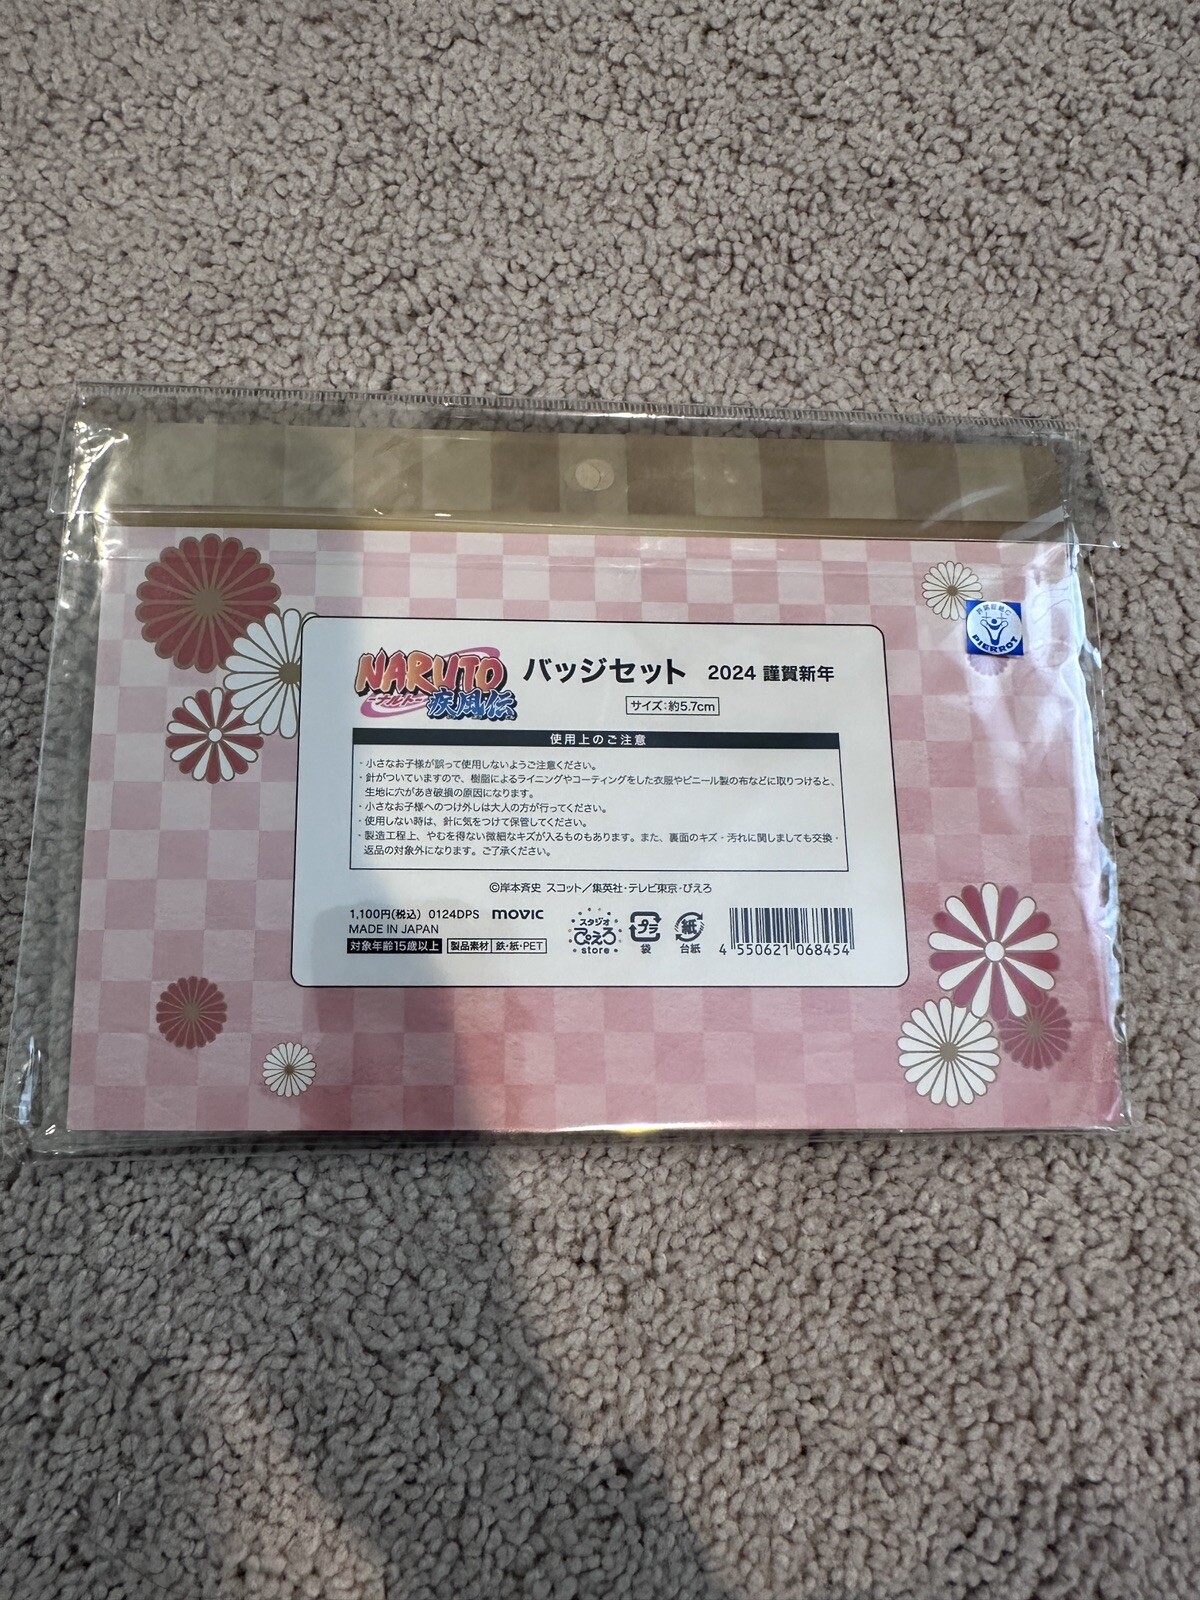 NARUTO
-ナルト-
疾風伝
バッジセット 2024 謹賀新年
サイズ:約5.7cm
使用上のご注意
・小さなお子様が誤って使用しないようご注意ください。
・針がついていますので、樹脂によるライニングやコーティングをした衣服やビニール製の布などに取りつけると、
生地に穴があき破損の原因になります。
・小さなお子様へのつけ外しは大人の方が行ってください。
・使用しない時は、針に気をつけて保管してください。
・製造工程上、やむを得ない微細なキズが入るものもあります。また、裏面のキズ・汚れに関しましても交換・
返品の対象外になります。ご了承ください。
©岸本斉史 スコット/集英社・テレビ東京・ぴえろ
1,100円(税込) 0124DPS movic
MADE IN JAPAN
対象年齢15歳以上 製品素材 鉄・紙・PET
スタジオ
ぴえろ
store
プラ
袋
紙
台紙
4 550621 068454
PIERROT